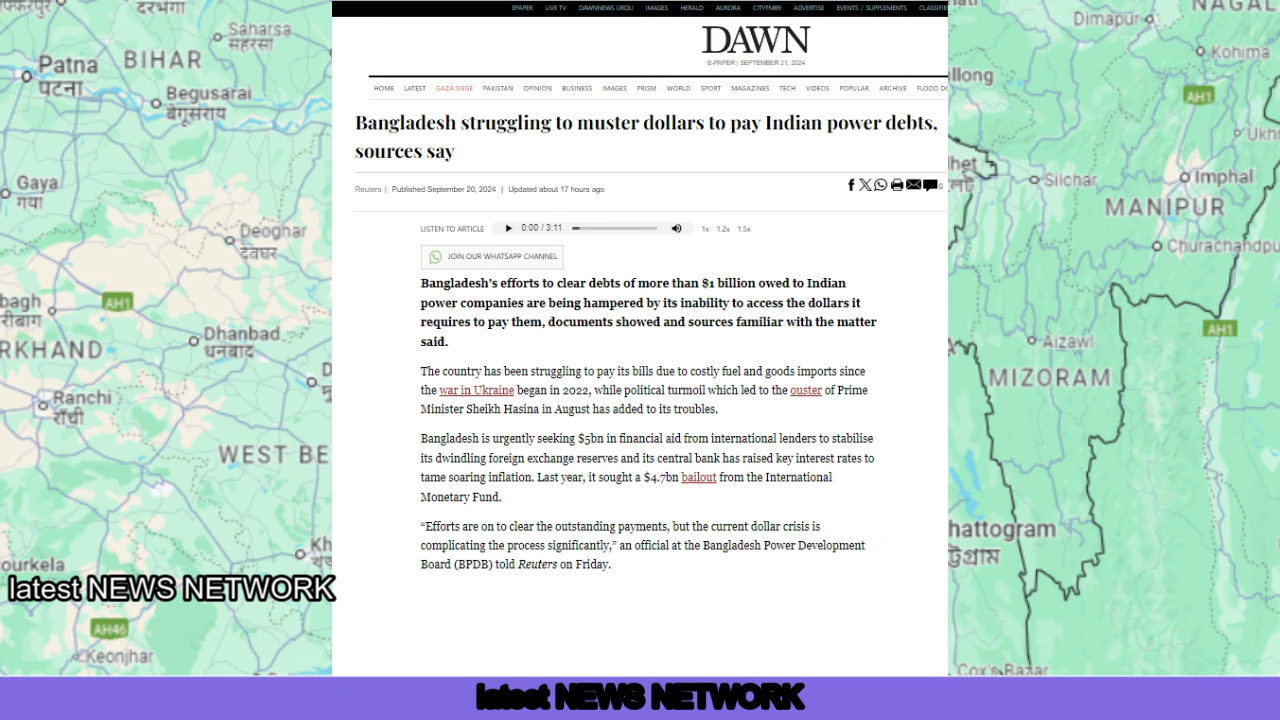 EPAPER LIVE TV DAWNNEWS URDU IMAGES HERALD AURORA CITYFM89 ADVERTISE EVENTS / SUPPLEMENTS
DAWN
E-PAPER | SEPTEMBER 21, 2024
HOME LATEST GAZA SIEGE PAKISTAN OPINION BUSINESS IMAGES PRISM WORLD SPORT MAGAZINES TECH VIDEOS POPULAR ARCHIVE FLOOD
Bangladesh struggling to muster dollars to pay Indian power debts,
sources say
Reuters | Published September 20, 2024 | Updated about 17 hours ago
0
LISTEN TO ARTICLE 0:00 / 3:11 1x 1.2x 1.5x
JOIN OUR WHATSAPP CHANNEL
Bangladesh’s efforts to clear debts of more than $1 billion owed to Indian
power companies are being hampered by its inability to access the dollars it
requires to pay them, documents showed and sources familiar with the matter
said.
The country has been struggling to pay its bills due to costly fuel and goods imports since
the war in Ukraine began in 2022, while political turmoil which led to the ouster of Prime
Minister Sheikh Hasina in August has added to its troubles.
Bangladesh is urgently seeking $5bn in financial aid from international lenders to stabilise
its dwindling foreign exchange reserves and its central bank has raised key interest rates to
tame soaring inflation. Last year, it sought a $4.7bn bailout from the International
Monetary Fund.
“Efforts are on to clear the outstanding payments, but the current dollar crisis is
complicating the process significantly,” an official at the Bangladesh Power Development
Board (BPDB) told Reuters on Friday.
दरभंगा
Saharsa
सहरसा
Patna
पटना
BIHAR
Begusarai
बेगूसराय
Gaya
गया
Deoghar
देवघर
AH1
Dhanbad
धनबाद
RKHAND
Ranchi
राँची
WEST BE
ourkela
latest NEWS NETWORK
AH46
Keonjhar
NAGAL
Dimapur
Kohima
illong
AH1
Silchar
Imphal
MANIPUR
Churachandpur
AH1
Aizawl
MIZORAM
hattogram
Cox's Bazar
latest NEWS NETWORK